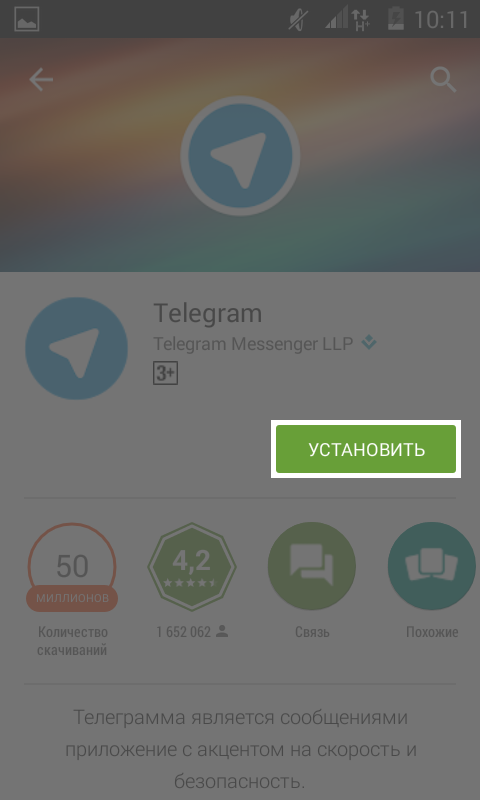 H+ 10:11
Telegram
Telegram Messenger LLP
3+
УСТАНОВИТЬ
50
МИЛЛИОНОВ
Количество
скачиваний
4,2
1 652 062
Связь
Похожие
Телеграмма является сообщениями
приложение с акцентом на скорость и
безопасность.